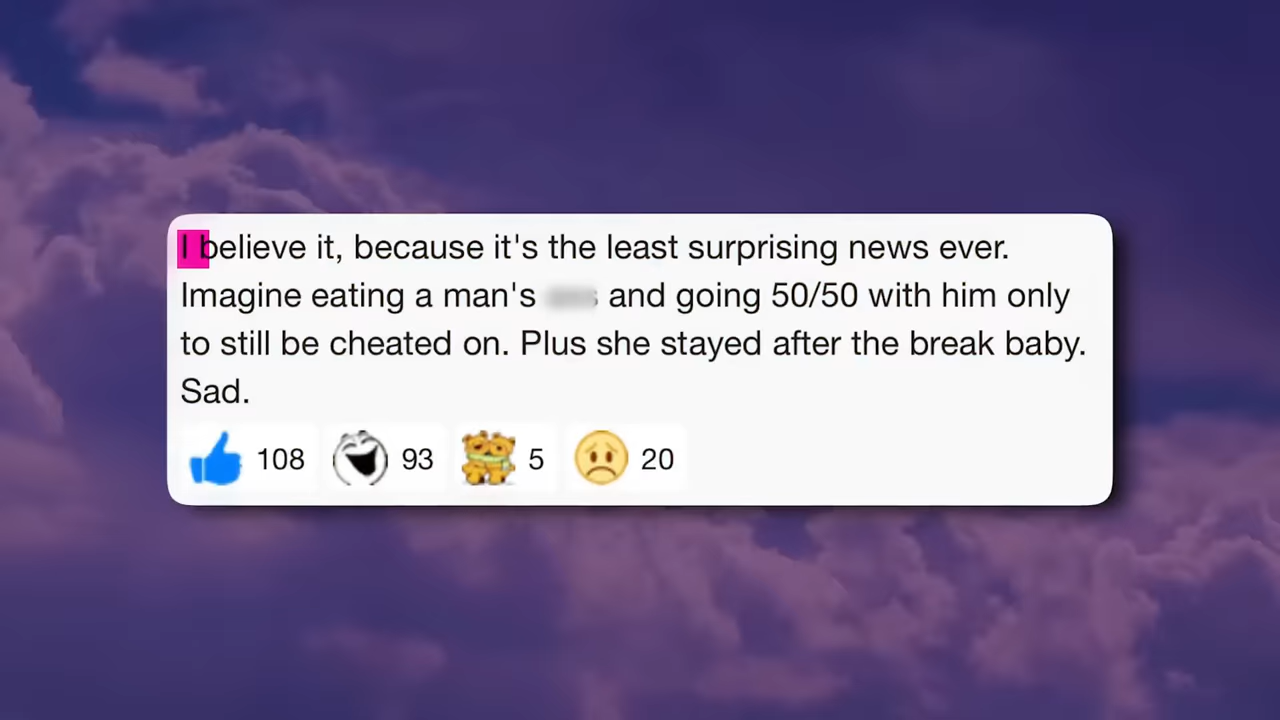 I believe it, because it's the least surprising news ever.
Imagine eating a man's and going 50/50 with him only
to still be cheated on. Plus she stayed after the break baby.
Sad.
108 93 5 20